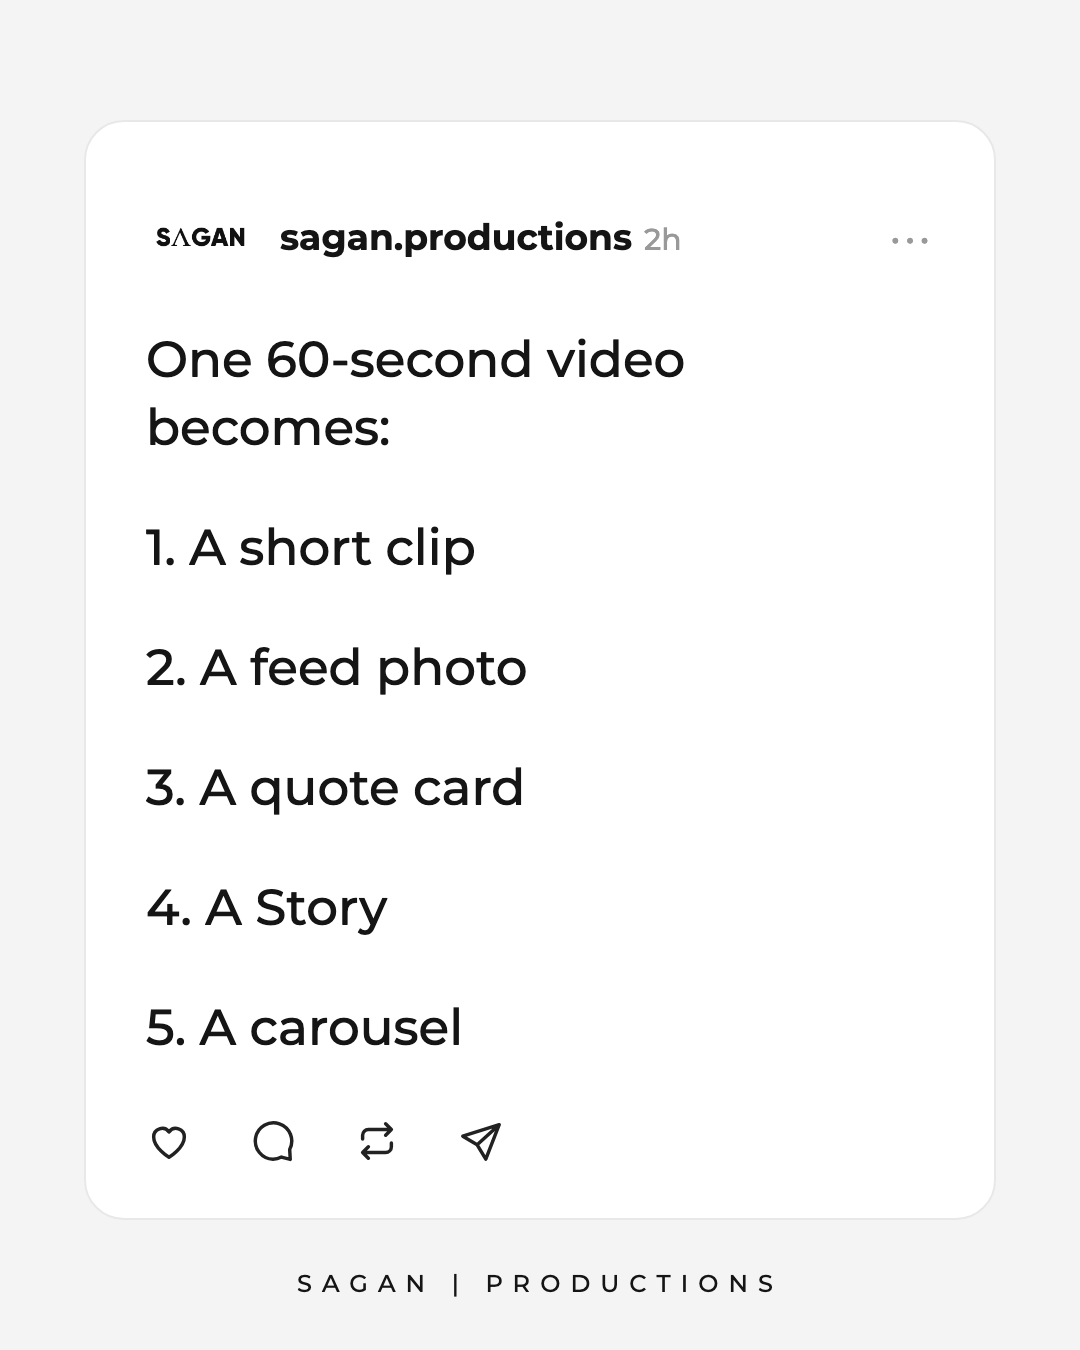 SΛGAN sagan.productions 2h
One 60-second video
becomes:
1. A short clip
2. A feed photo
3. A quote card
4. A Story
5. A carousel
SAGAN | PRODUCTIONS